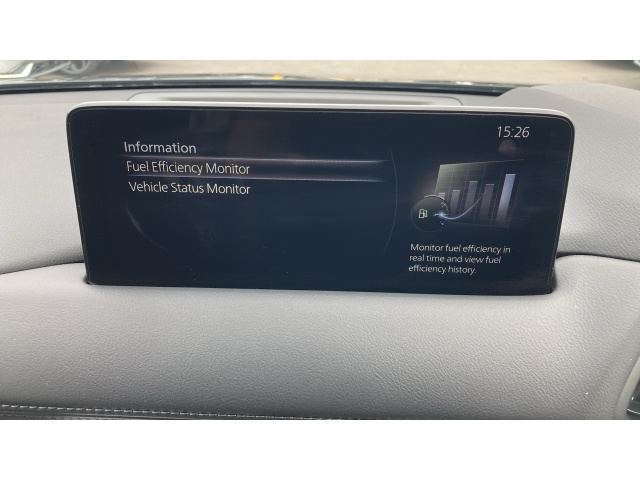 15:26
Information
Fuel Efficiency Monitor
Vehicle Status Monitor
Monitor fuel efficiency in
real time and view fuel
efficiency history.